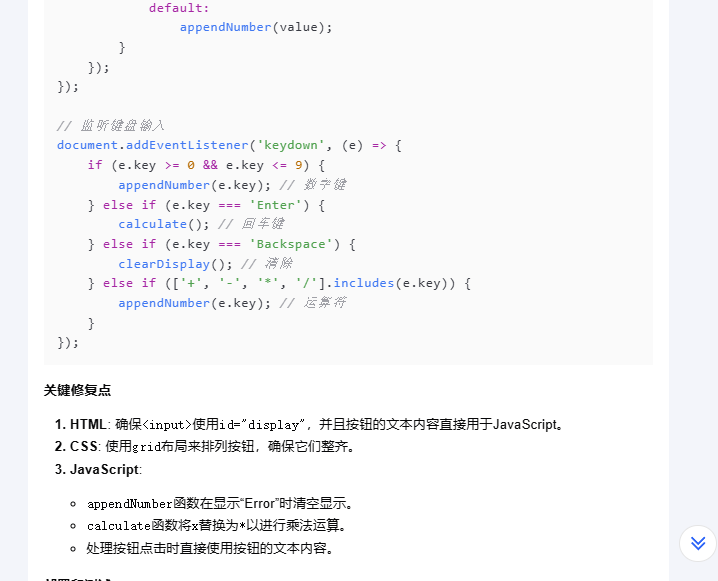 default:
appendNumber(value);
}
});
});
// 监听键盘输入
document.addEventListener('keydown', (e) => {
if (e.key >= 0 && e.key <= 9) {
appendNumber(e.key); // 数字键
} else if (e.key === 'Enter') {
calculate(); // 回车键
} else if (e.key === 'Backspace') {
clearDisplay(); // 清除
} else if (['+', '-', '*', '/'].includes(e.key)) {
appendNumber(e.key); // 运算符
}
});
关键修复点
1. HTML: 确保<input>使用id="display"，并且按钮的文本内容直接用于JavaScript。
2. CSS: 使用grid布局来排列按钮，确保它们整齐。
3. JavaScript:
appendNumber函数在显示“Error”时清空显示。
calculate函数将x替换为*以进行乘法运算。
处理按钮点击时直接使用按钮的文本内容。